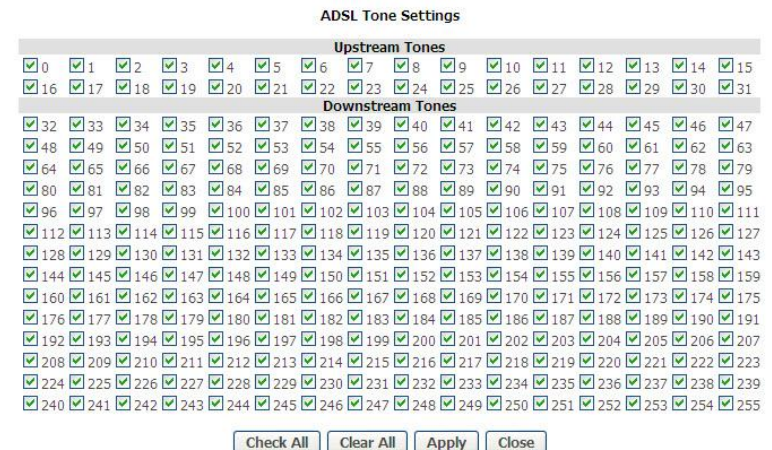 ADSL Tone Settings
Upstream Tones
0 1 2 3 4 5 6 7 8 9 10 11 12 13 14 15
16 17 18 19 20 21 22 23 24 25 26 27 28 29 30 31
Downstream Tones
32 33 34 35 36 37 38 39 40 41 42 43 44 45 46 47
48 49 50 51 52 53 54 55 56 57 58 59 60 61 62 63
64 65 66 67 68 69 70 71 72 73 74 75 76 77 78 79
80 81 82 83 84 85 86 87 88 89 90 91 92 93 94 95
96 97 98 99 100 101 102 103 104 105 106 107 108 109 110 111
112 113 114 115 116 117 118 119 120 121 122 123 124 125 126 127
128 129 130 131 132 133 134 135 136 137 138 139 140 141 142 143
144 145 146 147 148 149 150 151 152 153 154 155 156 157 158 159
160 161 162 163 164 165 166 167 168 169 170 171 172 173 174 175
176 177 178 179 180 181 182 183 184 185 186 187 188 189 190 191
192 193 194 195 196 197 198 199 200 201 202 203 204 205 206 207
208 209 210 211 212 213 214 215 216 217 218 219 220 221 222 223
224 225 226 227 228 229 230 231 232 233 234 235 236 237 238 239
240 241 242 243 244 245 246 247 248 249 250 251 252 253 254 255
Check All Clear All Apply Close